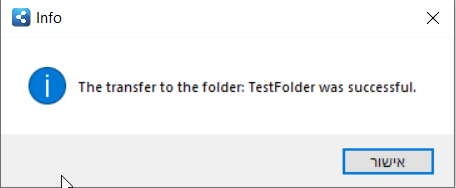 Info
The transfer to the folder: TestFolder was successful.
אישור